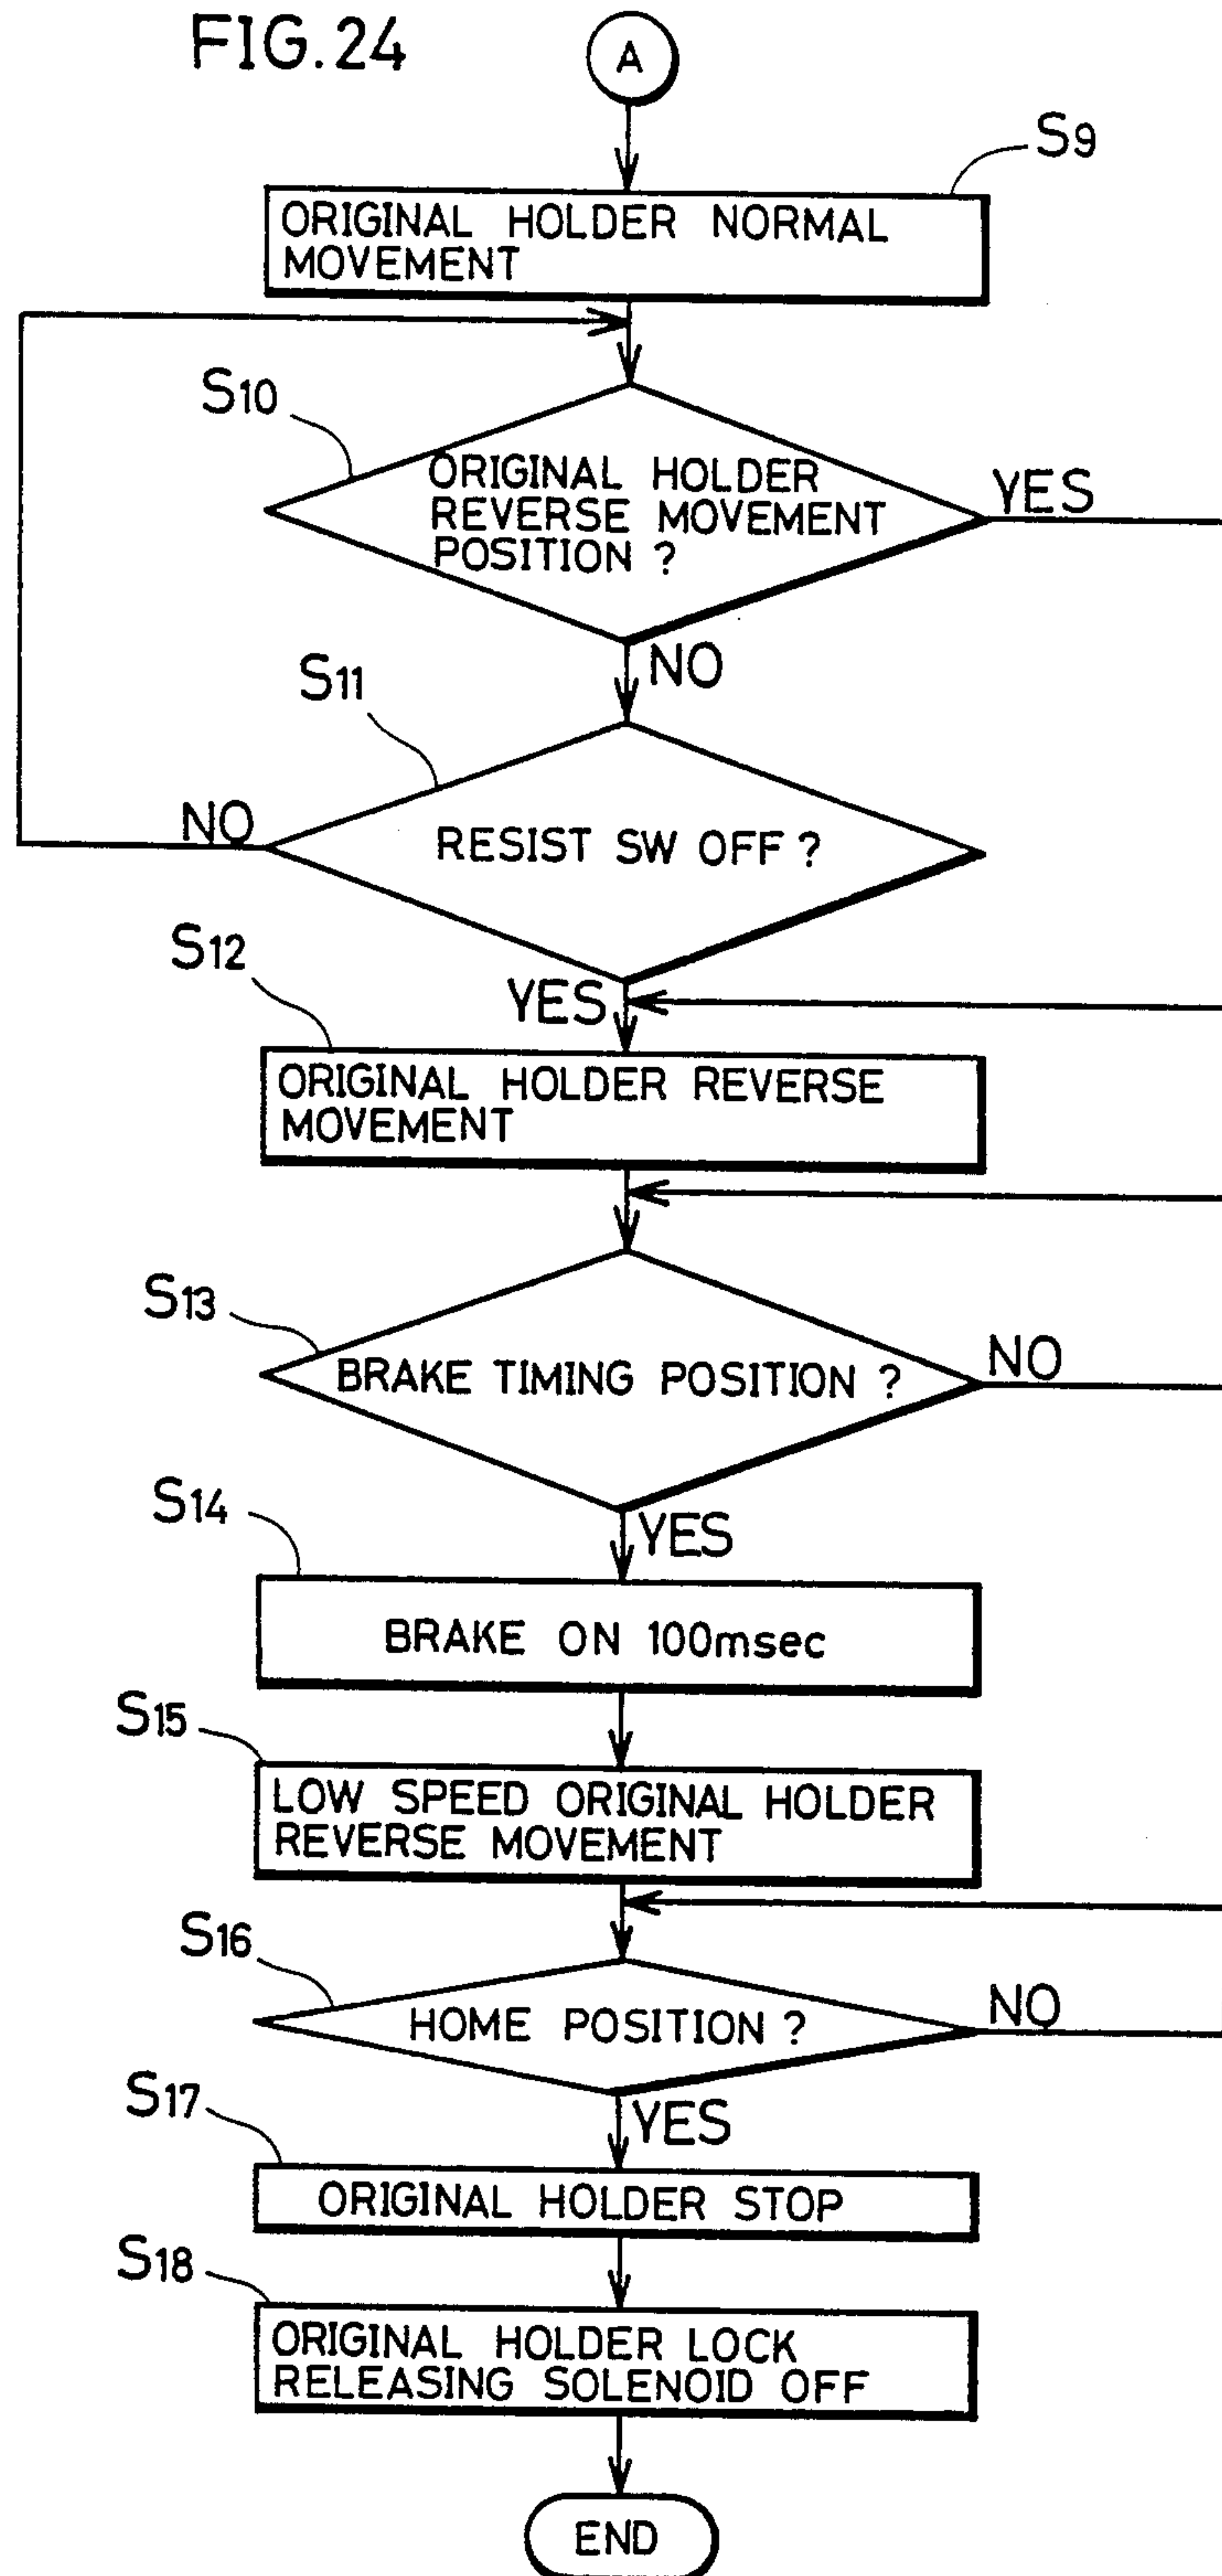 FIG. 24
A
S9
ORIGINAL HOLDER NORMAL
MOVEMENT
S10
ORIGINAL HOLDER
REVERSE MOVEMENT
POSITION ?
YES
NO
S11
RESIST SW OFF ?
NO
YES
S12
ORIGINAL HOLDER REVERSE
MOVEMENT
S13
BRAKE TIMING POSITION ?
NO
YES
S14
BRAKE ON 100msec
S15
LOW SPEED ORIGINAL HOLDER
REVERSE MOVEMENT
S16
HOME POSITION ?
NO
YES
S17
ORIGINAL HOLDER STOP
S18
ORIGINAL HOLDER LOCK
RELEASING SOLENOID OFF
END